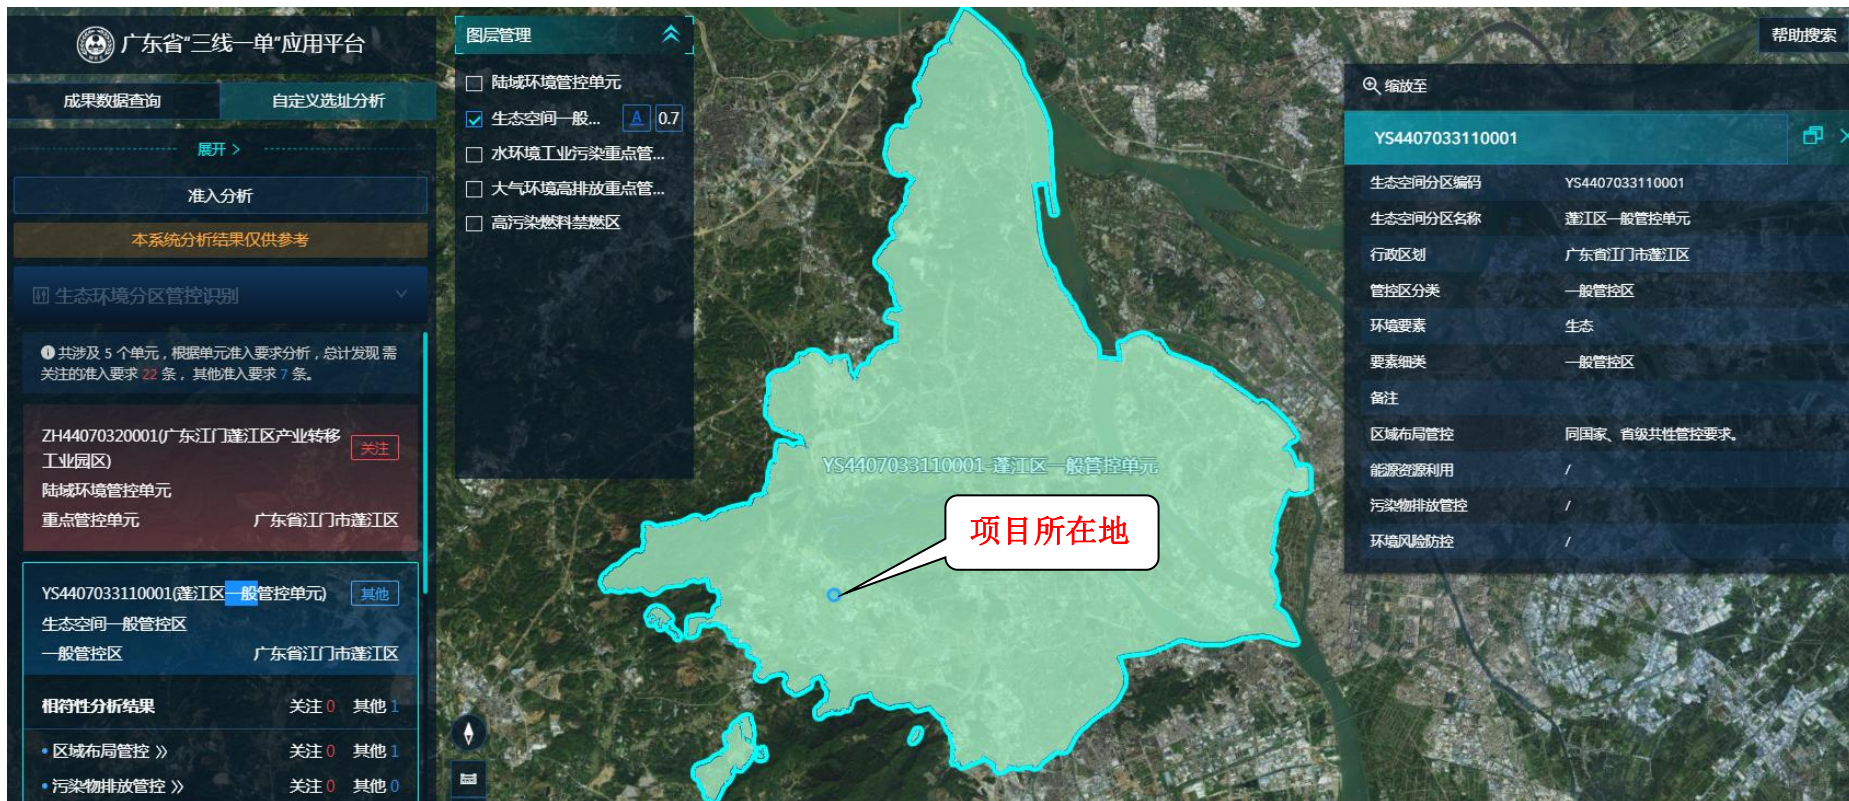 广东省"三线一单"应用平台
成果数据查询
自定义选址分析
展开 >
准入分析
本系统分析结果仅供参考
生态环境分区管控识别
共涉及 5 个单元，根据单元准入要求分析，总计发现 需
关注的准入要求 22 条，其他准入要求 7 条。
ZH44070320001(广东江门蓬江区产业转移
工业园区)
关注
陆域环境管控单元
重点管控单元 广东省江门市蓬江区
YS4407033110001(蓬江区一般管控单元) 其他
生态空间一般管控区
一般管控区 广东省江门市蓬江区
相符性分析结果 关注 0 其他 1
• 区域布局管控 》 关注 0 其他 1
• 污染物排放管控 》 关注 0 其他 0
图层管理
陆域环境管控单元
生态空间一般... A 0.7
水环境工业污染重点管...
大气环境高排放重点管...
高污染燃料禁燃区
YS4407033110001-蓬江区一般管控单元
项目所在地
帮助搜索
缩放至
YS4407033110001
生态空间分区编码 YS4407033110001
生态空间分区名称 蓬江区一般管控单元
行政区划 广东省江门市蓬江区
管控区分类 一般管控区
环境要素 生态
要素细类 一般管控区
备注
区域布局管控 同国家、省级共性管控要求。
能源资源利用 /
污染物排放管控 /
环境风险防控 /